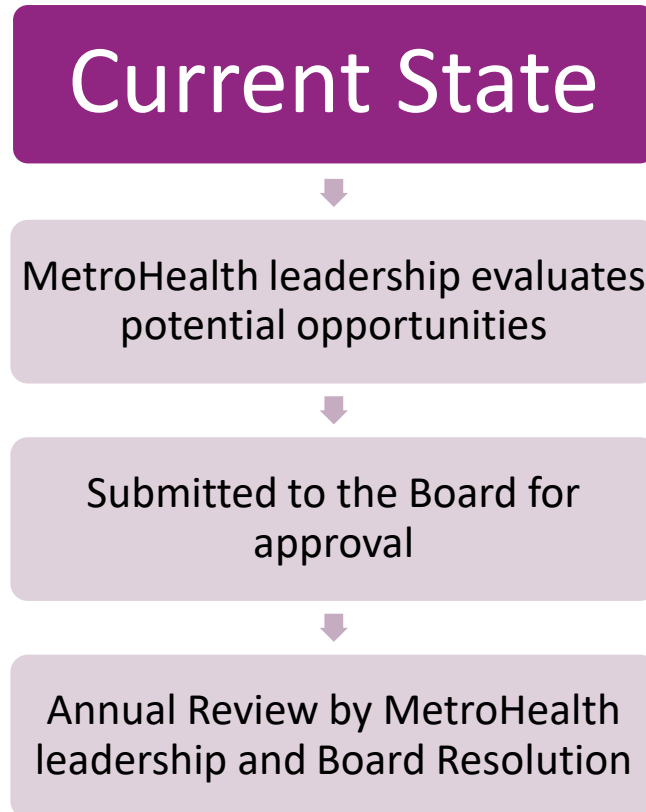 Current State
MetroHealth leadership evaluates
potential opportunities
Submitted to the Board for
approval
Annual Review by MetroHealth
leadership and Board Resolution